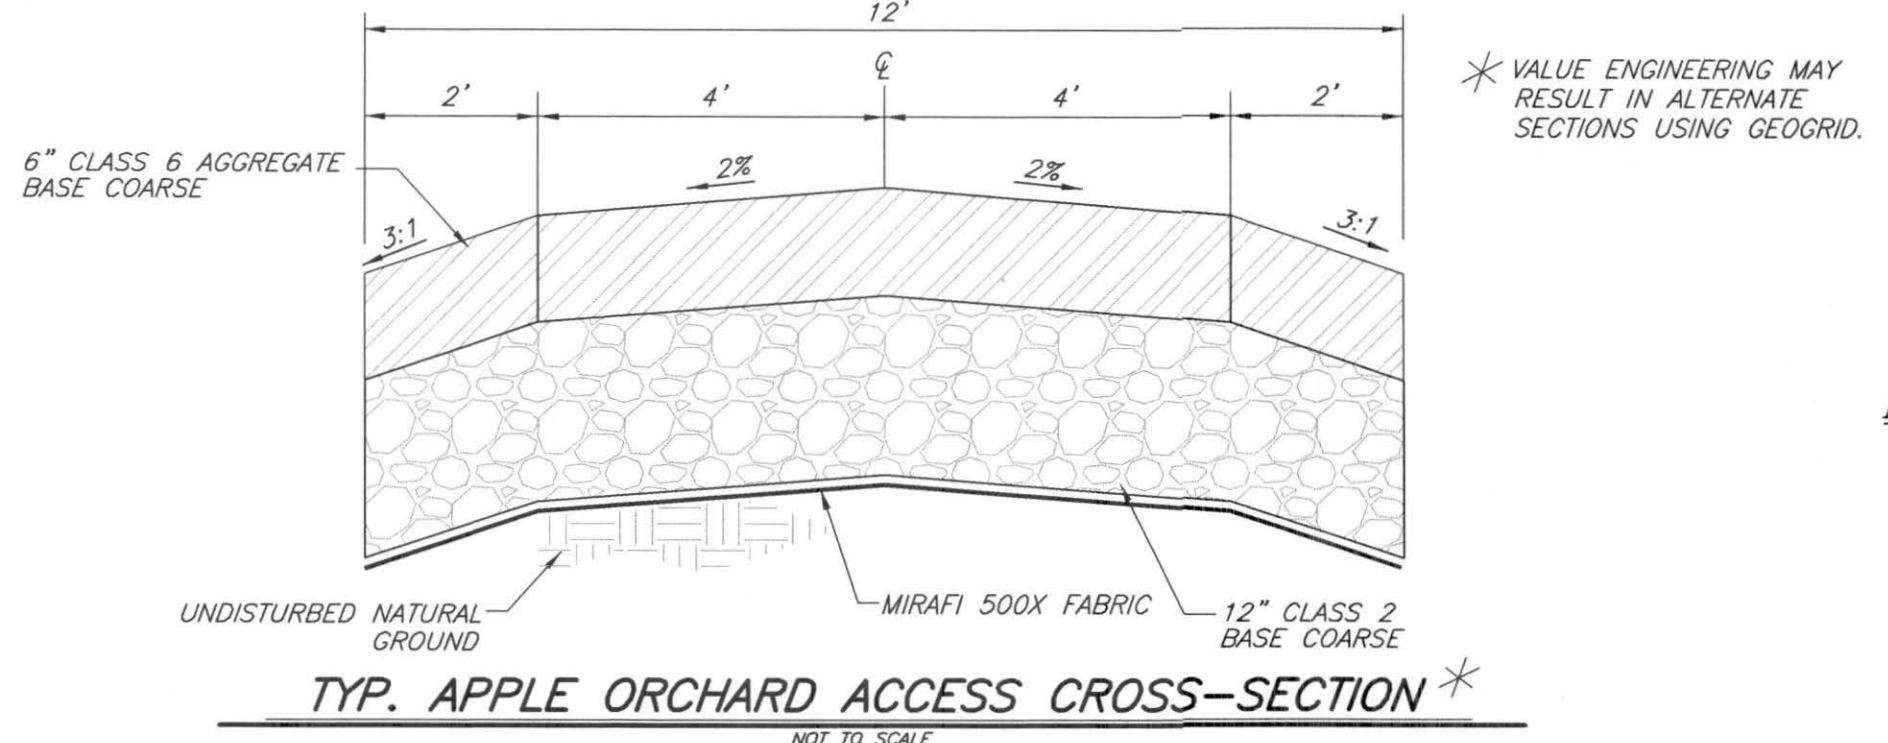 12'
℄
2'
4'
4'
2'
* VALUE ENGINEERING MAY
RESULT IN ALTERNATE
SECTIONS USING GEOGRID.
6" CLASS 6 AGGREGATE
BASE COARSE
2%
2%
3:1
3:1
UNDISTURBED NATURAL
GROUND
MIRAFI 500X FABRIC
12" CLASS 2
BASE COARSE
TYP. APPLE ORCHARD ACCESS CROSS-SECTION *
NOT TO SCALE